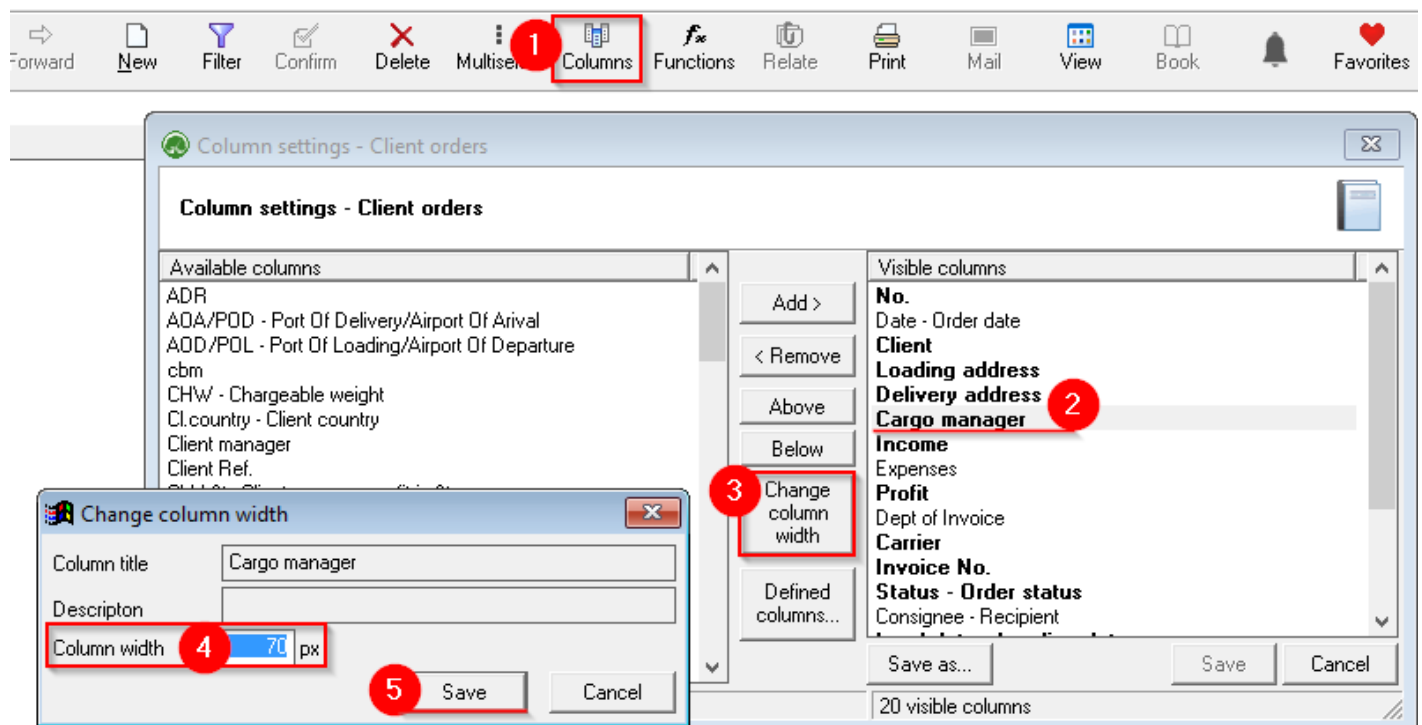 Forward New Filter Confirm Delete 1 Columns Functions Relate Print Mail View Book Favorites
Column settings - Client orders
Column settings - Client orders
Available columns
ADR
AOA/POD - Port Of Delivery/Airport Of Arival
AOD/POL - Port Of Loading/Airport Of Departure
cbm
CHW - Chargeable weight
Cl.country - Client country
Client manager
Client Ref.
Add >
< Remove
Above
Below
3 Change
column
width
Defined
columns...
Visible columns
No.
Date - Order date
Client
Loading address
Delivery address
2
Cargo manager
Income
Expenses
Profit
Dept of Invoice
Carrier
Invoice No.
Status - Order status
Consignee - Recipient
Save as... Save Cancel
20 visible columns
Change column width
Column title Cargo manager
Descripton
Column width 4 70 px
5 Save Cancel